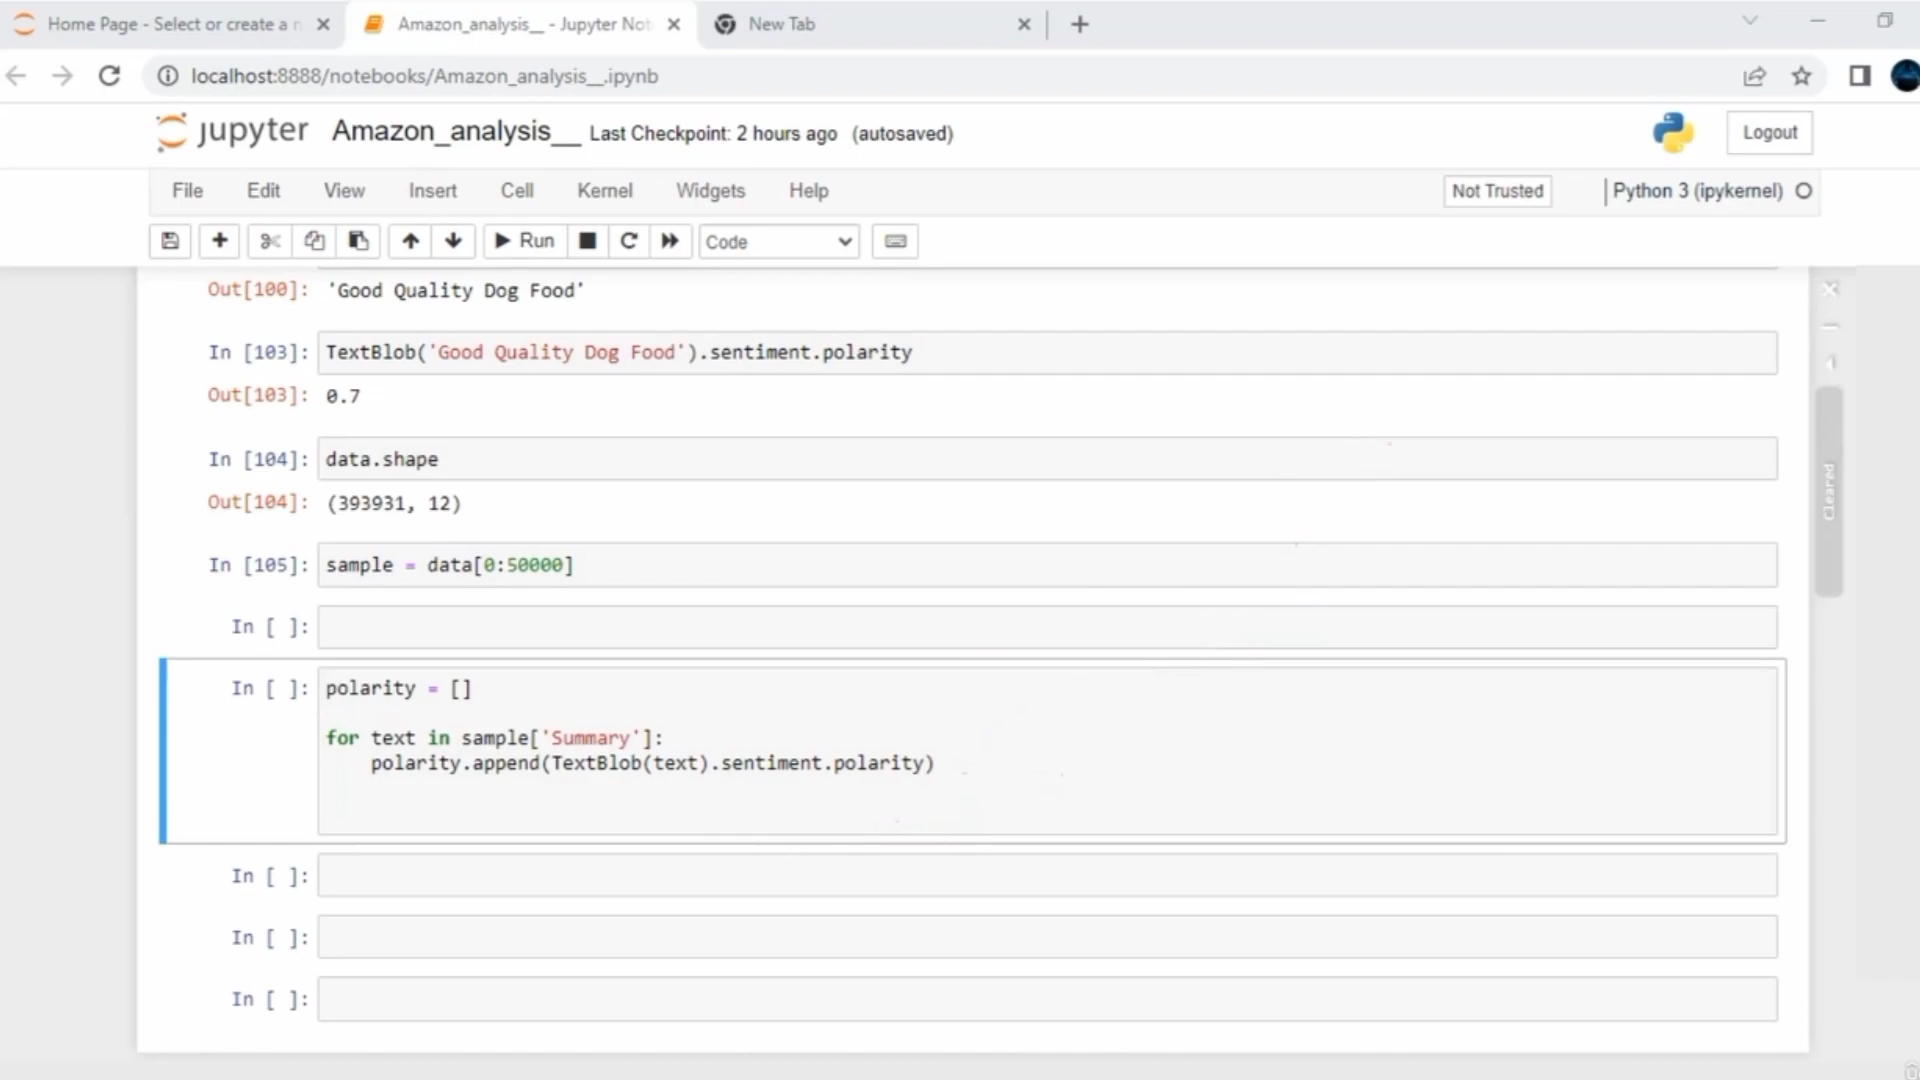 Home Page - Select or create a n
Amazon_analysis__ - Jupyter Not
New Tab
localhost:8888/notebooks/Amazon_analysis__.ipynb
jupyter Amazon_analysis__ Last Checkpoint: 2 hours ago (autosaved)
Logout
File Edit View Insert Cell Kernel Widgets Help
Not Trusted
Python 3 (ipykernel)
Run
Code
Out[100]: 'Good Quality Dog Food'
In [103]: TextBlob('Good Quality Dog Food').sentiment.polarity
Out[103]: 0.7
In [104]: data.shape
Out[104]: (393931, 12)
In [105]: sample = data[0:50000]
In [ ]:
In [ ]: polarity = []
for text in sample['Summary']:
polarity.append(TextBlob(text).sentiment.polarity)
In [ ]:
In [ ]:
In [ ]:
Cleared